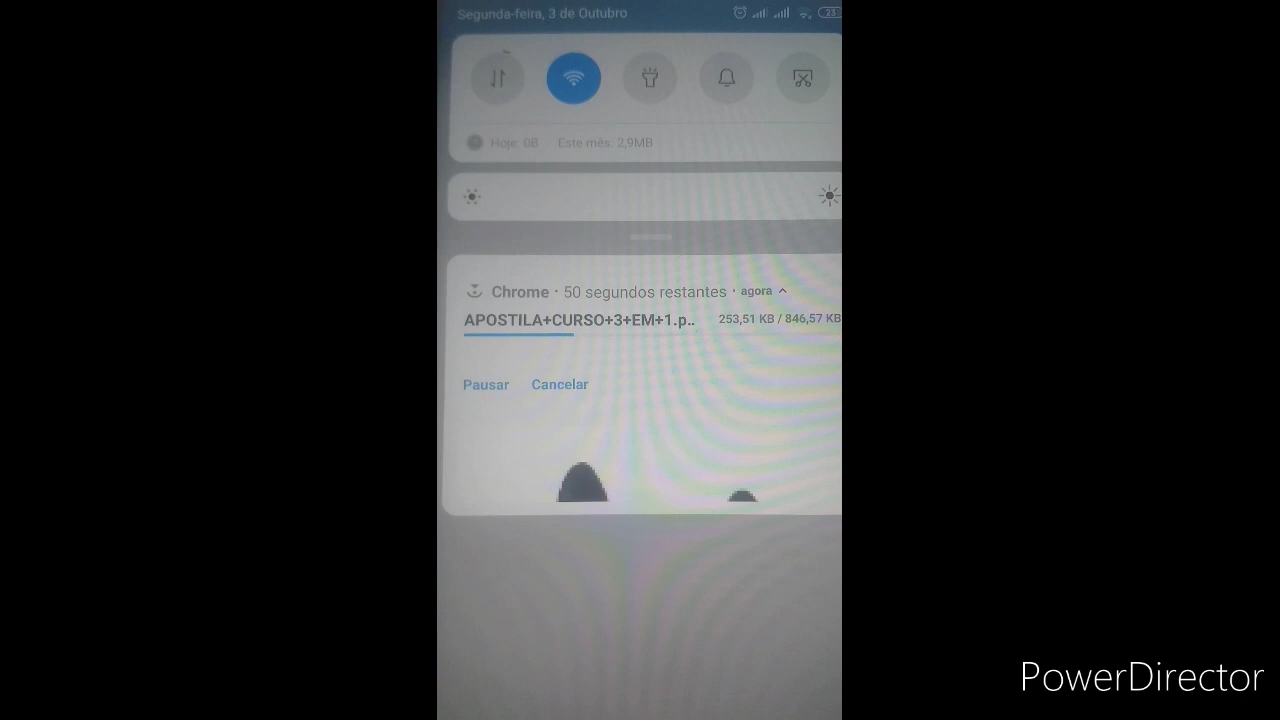 Segunda-feira, 3 de Outubro
23
Hoje: 0B Este mês: 2,9MB
Chrome · 50 segundos restantes · agora
APOSTILA+CURSO+3+EM+1.p.. 253,51 KB / 846,57 KB
Pausar Cancelar
PowerDirector